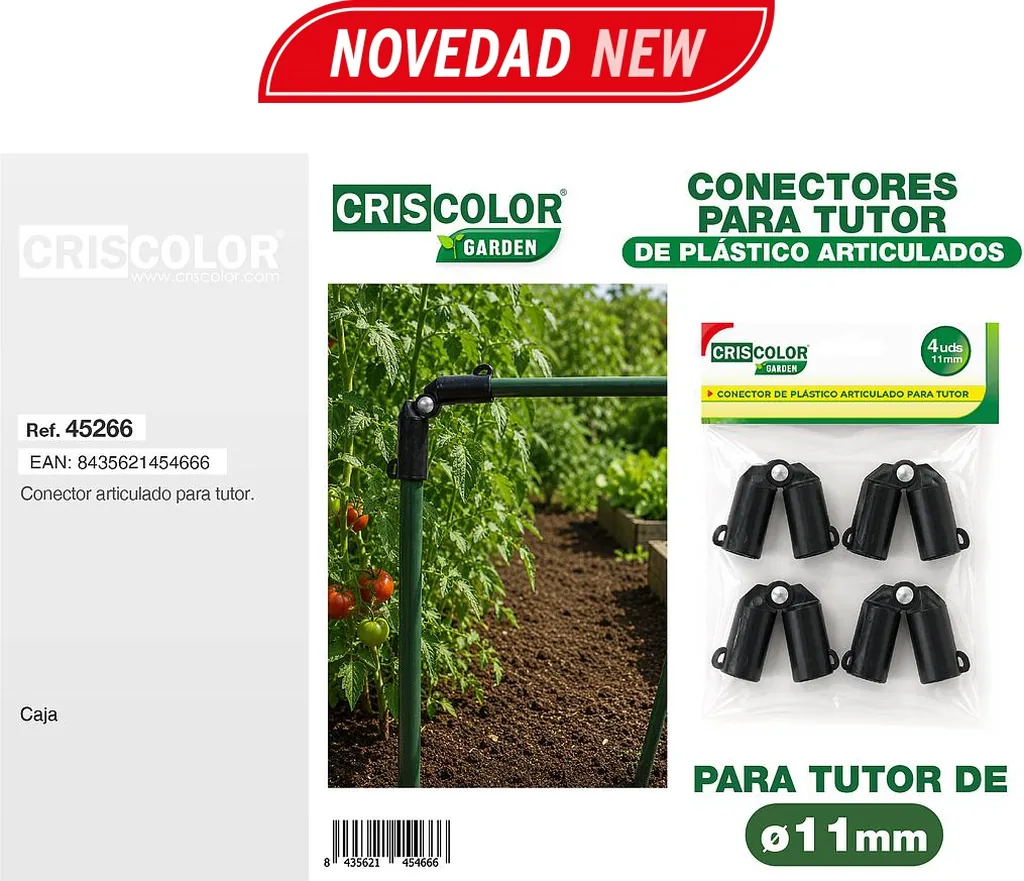 NOVEDAD NEW
CRISCOLOR®
www.criscolor.com
Ref. 45266
EAN: 8435621454666
Conector articulado para tutor.
Caja
CRISCOLOR®
GARDEN
CONECTORES
PARA TUTOR
DE PLÁSTICO ARTICULADOS
CRISCOLOR®
GARDEN
4uds
11mm
CONECTOR DE PLÁSTICO ARTICULADO PARA TUTOR
PARA TUTOR DE
ø11mm
8 435621 454666